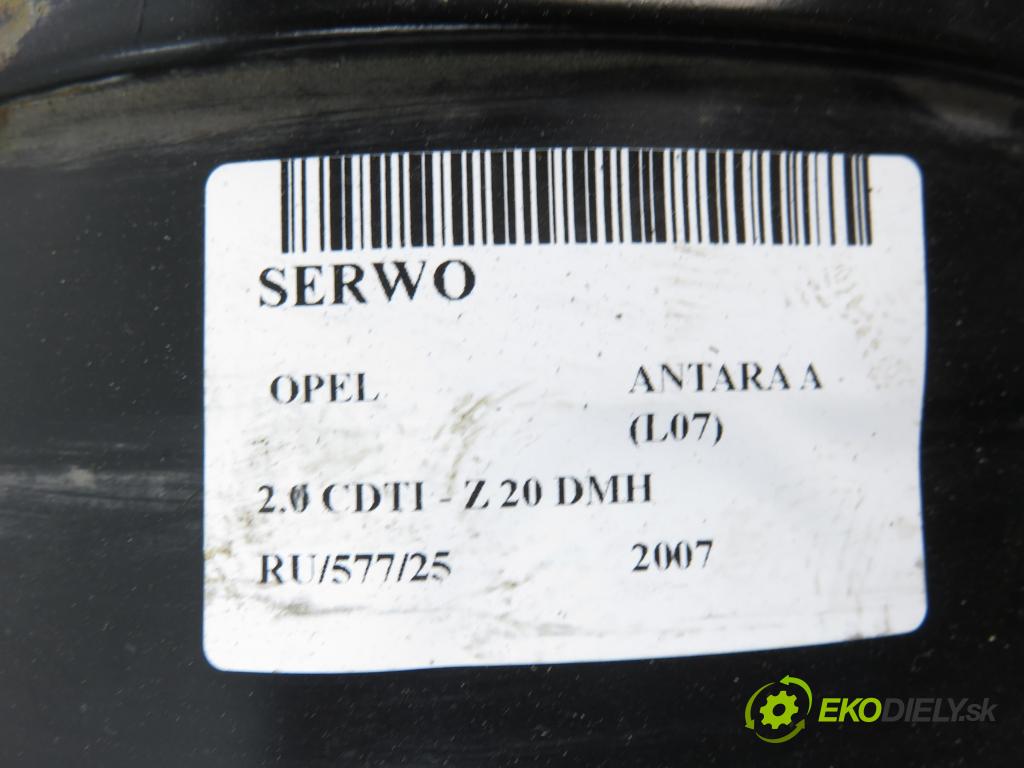 SERWO
OPEL ANTARA A
(L07)
2.0 CDTI - Z 20 DMH
RU/577/25 2007
EKODIELY.sk